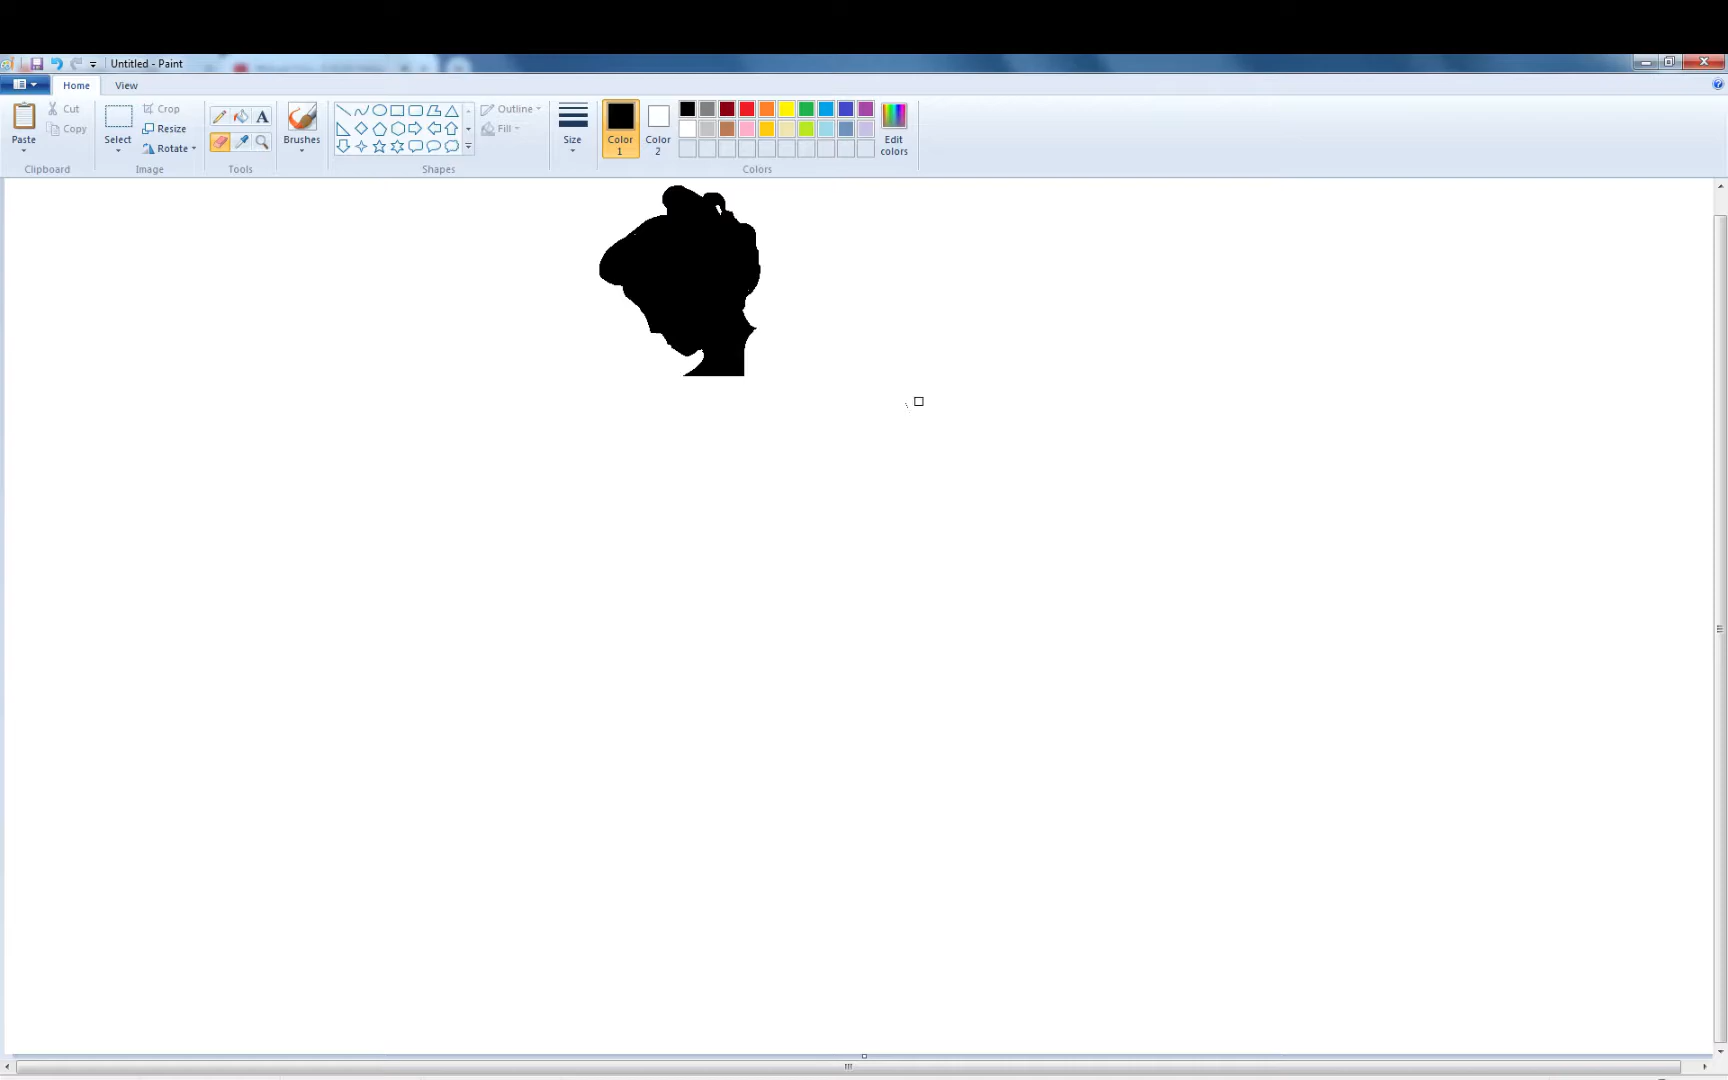 Untitled - Paint
Home View
Paste
Cut
Copy
Clipboard
Select
Crop
Resize
Rotate
Image
A
Tools
Brushes
Shapes
Outline
Fill
Size
Color
1
Color
2
Edit
colors
Colors